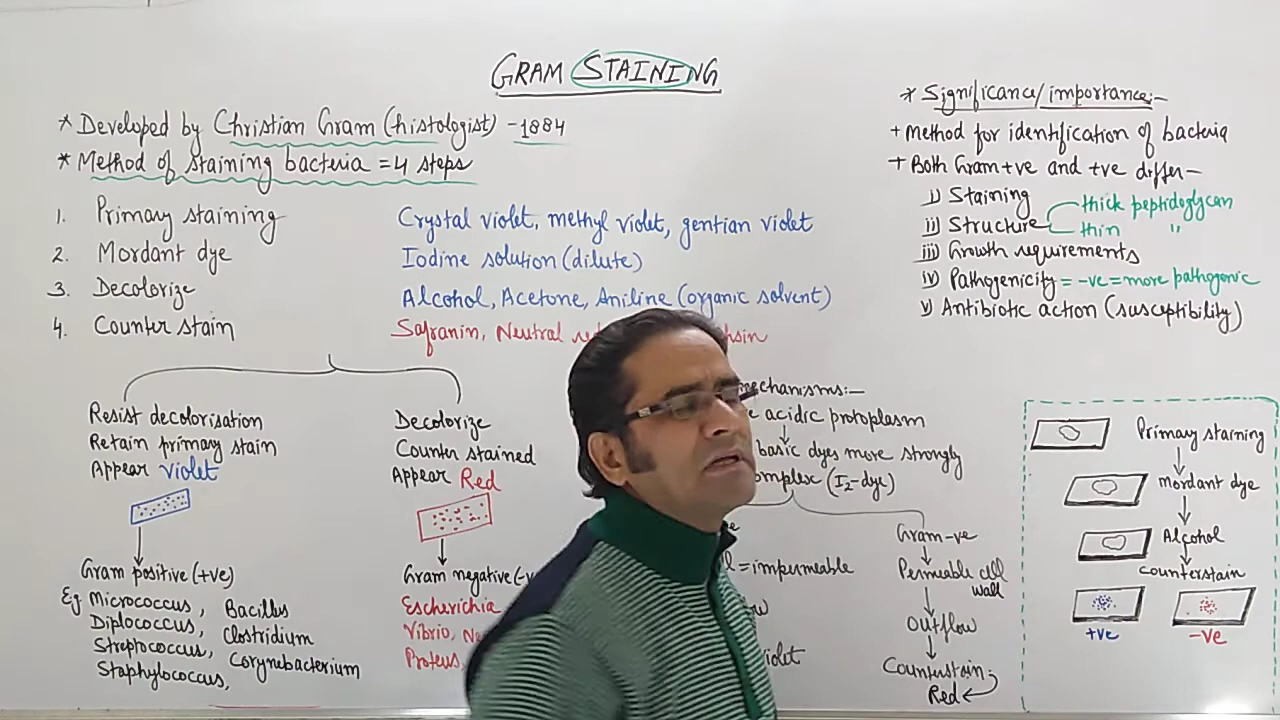 GRAM STAINING
* Developed by Christian Gram (histologist) - 1884
* Method of staining bacteria = 4 steps
1. Primary staining Crystal violet, methyl violet, gentian violet
2. Mordant dye Iodine solution (dilute)
3. Decolorize Alcohol, Acetone, Aniline (organic solvent)
4. Counter stain Safranin, Neutral
Resist decolorisation
Retain primary stain
Appear violet
Gram positive (+ve)
Eg Micrococcus, Bacillus
Diplococcus, Clostridium
Streptococcus, Corynebacterium
Staphylococcus,
Decolorize
Counter stained
Appear Red
Gram negative
Escherichia
Vibrio,
Proteus,
mechanisms:-
acidic protoplasm
basic dyes more strongly
(I2-dye)
= impermeable
Gram-ve
Permeable cell
wall
Outflow
Counterstain
Red
* Significance/importance:-
+ Method for identification of bacteria
+ Both Gram +ve and +ve differ -
i) Staining
ii) Structure thick peptidoglycan
thin "
iii) Growth requirements
iv) Pathogenicity = -ve = more pathogenic
v) Antibiotic action (susceptibility)
Primary staining
Mordant dye
Alcohol
Counterstain
+ve -ve